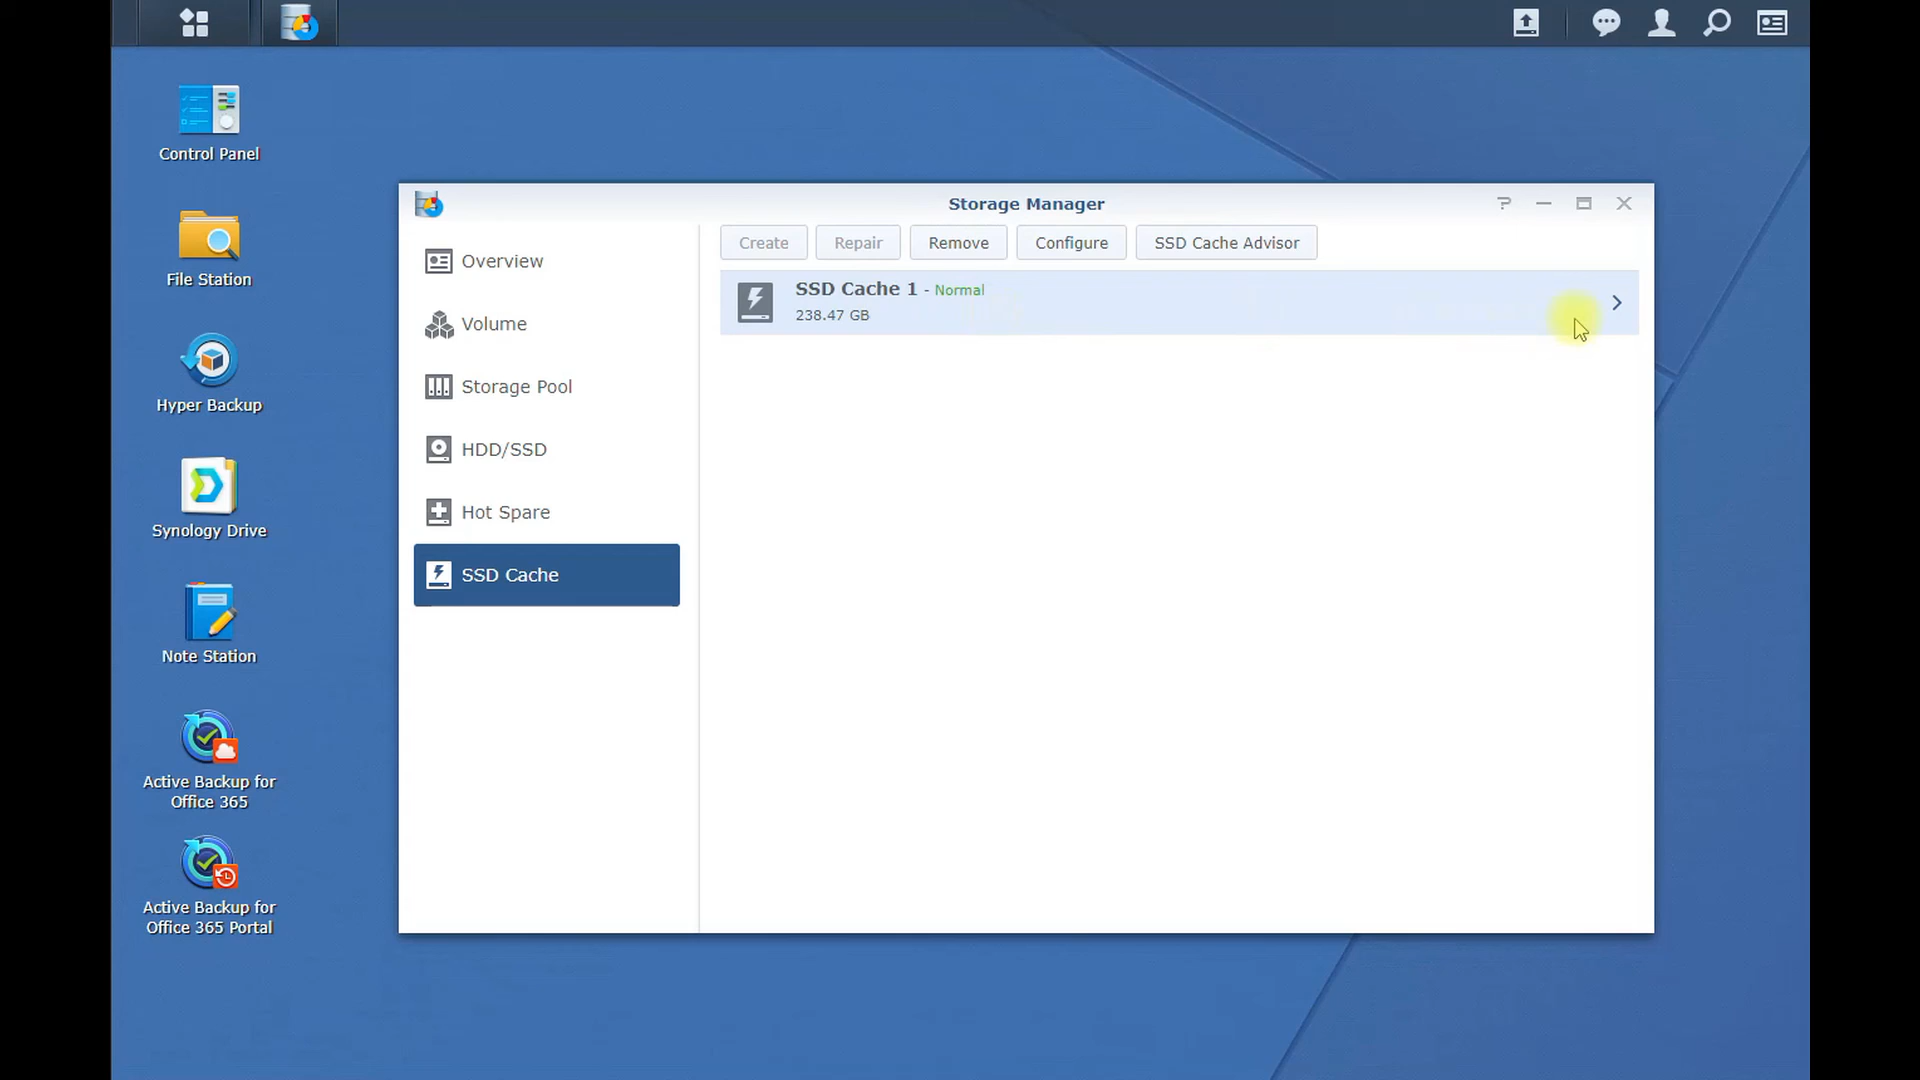 Control Panel
File Station
Hyper Backup
Synology Drive
Note Station
Active Backup for
Office 365
Active Backup for
Office 365 Portal
Storage Manager
Overview
Volume
Storage Pool
HDD/SSD
Hot Spare
SSD Cache
Create Repair Remove Configure SSD Cache Advisor
SSD Cache 1 - Normal
238.47 GB